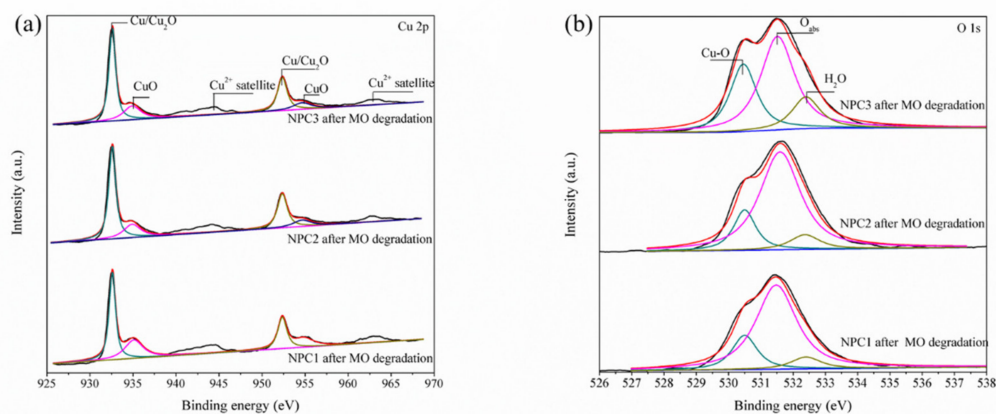 (a)
Cu 2p
Cu/Cu2O
CuO
Cu2+ satellite
Cu/Cu2O
CuO
Cu2+ satellite
NPC3 after MO degradation
NPC2 after MO degradation
NPC1 after MO degradation
Intensity (a.u.)
925 930 935 940 945 950 955 960 965 970
Binding energy (eV)
(b)
O 1s
Oabs
Cu-O
H2O
NPC3 after MO degradation
NPC2 after MO degradation
NPC1 after MO degradation
Intensity (a.u.)
526 527 528 529 530 531 532 533 534 535 536 537 538
Binding energy (eV)